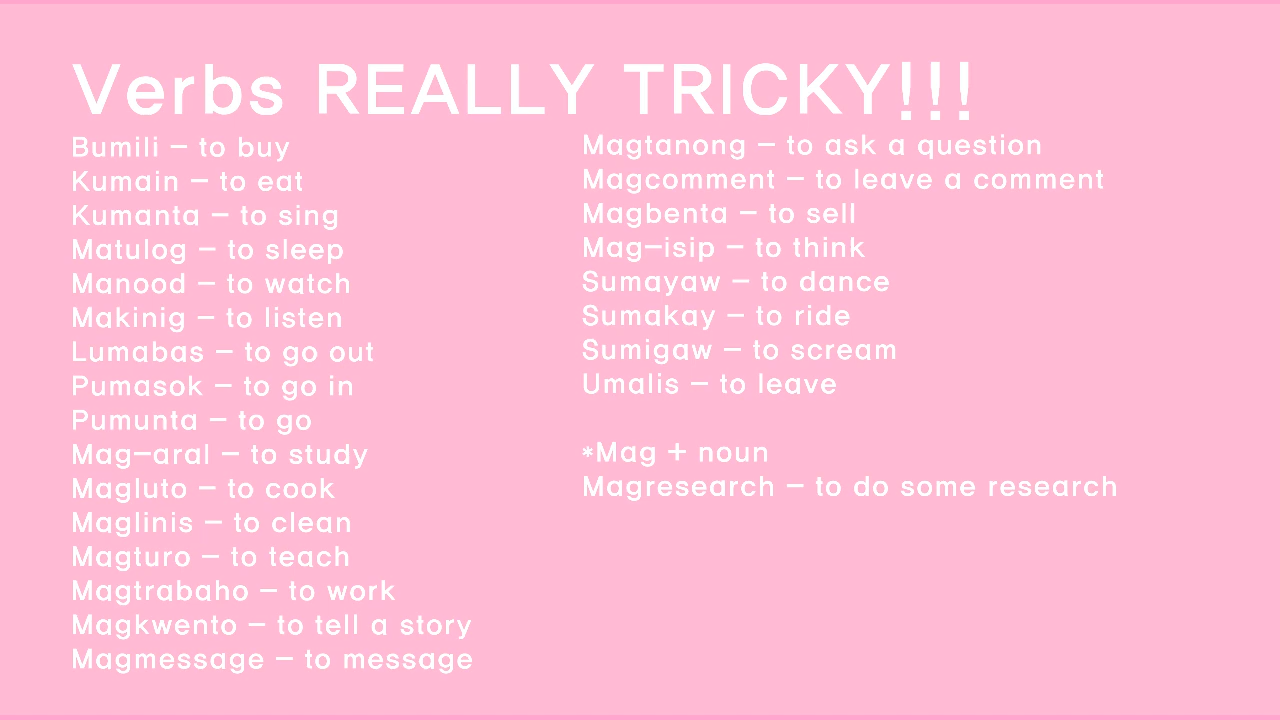 Verbs REALLY TRICKY!!!
Bumili – to buy
Kumain – to eat
Kumanta – to sing
Matulog – to sleep
Manood – to watch
Makinig – to listen
Lumabas – to go out
Pumasok – to go in
Pumunta – to go
Mag–aral – to study
Magluto – to cook
Maglinis – to clean
Magturo – to teach
Magtrabaho – to work
Magkwento – to tell a story
Magmessage – to message
Magtanong – to ask a question
Magcomment – to leave a comment
Magbenta – to sell
Mag–isip – to think
Sumayaw – to dance
Sumakay – to ride
Sumigaw – to scream
Umalis – to leave
*Mag + noun
Magresearch – to do some research